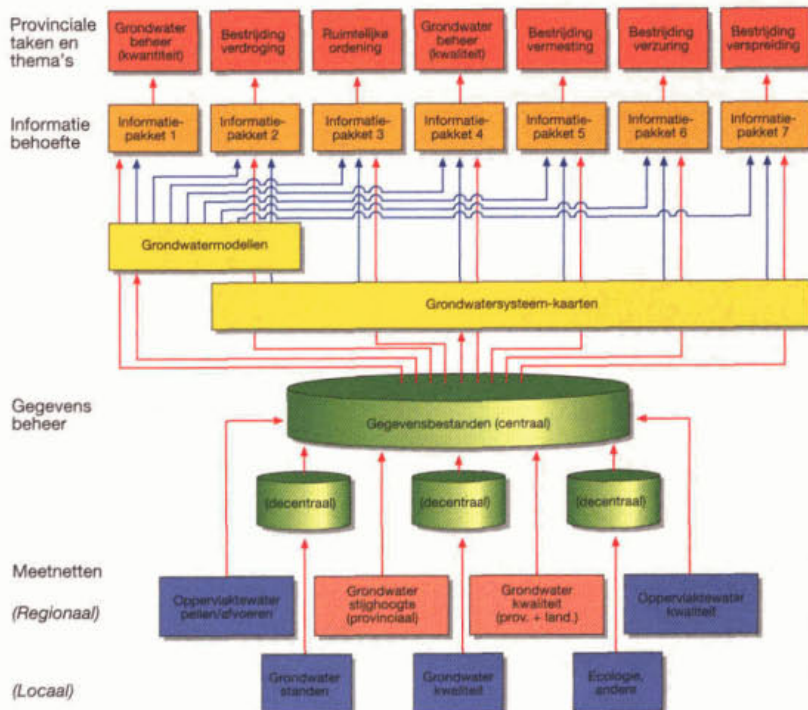 Provinciale
taken en
thema's
Grondwater
beheer
(kwantiteit)
Bestrijding
verdroging
Ruimtelijke
ordening
Grondwater
beheer
(kwaliteit)
Bestrijding
vermesting
Bestrijding
verzuring
Bestrijding
verspreiding
Informatie
behoefte
Informatie-
pakket 1
Informatie-
pakket 2
Informatie-
pakket 3
Informatie-
pakket 4
Informatie-
pakket 5
Informatie-
pakket 6
Informatie-
pakket 7
Grondwatermodellen
Grondwatersysteem-kaarten
Gegevens
beheer
Gegevensbestanden (centraal)
(decentraal)
(decentraal)
(decentraal)
Meetnetten
(Regionaal)
Oppervlaktewater
peilen/afvoeren
Grondwater
stijghoogte
(provinciaal)
Grondwater
kwaliteit
(prov. + land.)
Oppervlaktewater
kwaliteit
(Locaal)
Grondwater
standen
Grondwater
kwaliteit
Ecologie,
andere